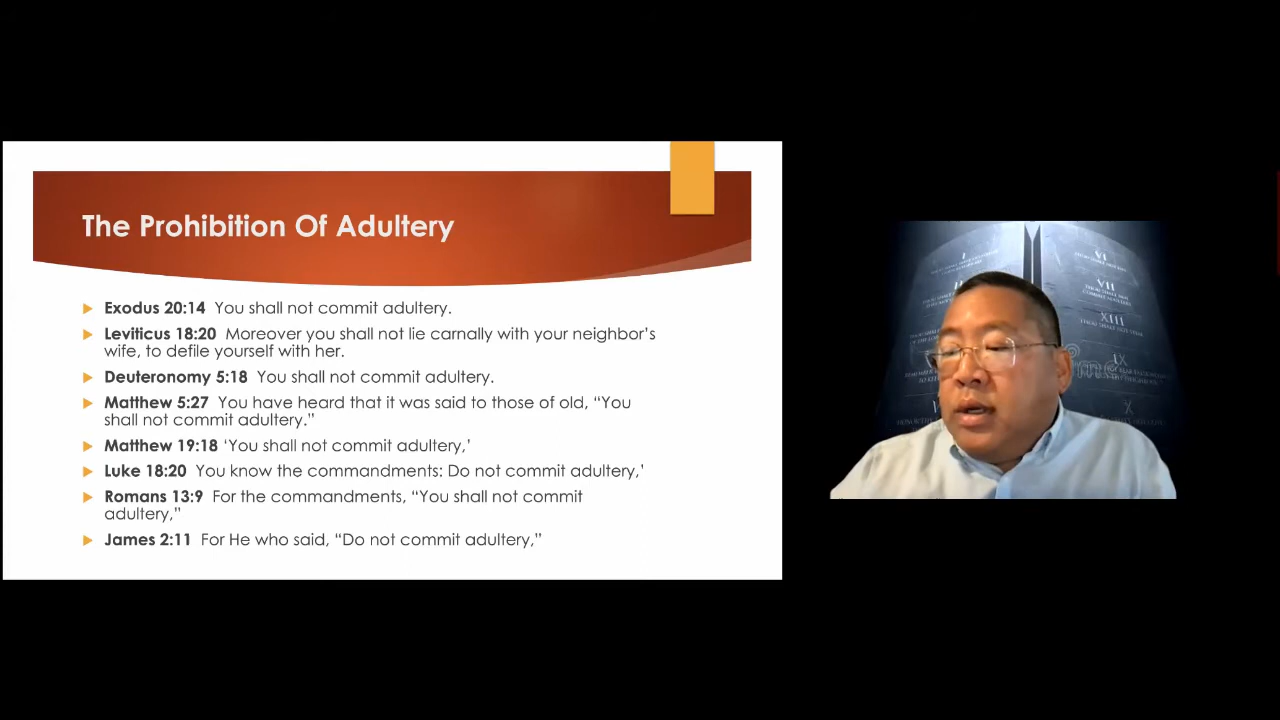 The Prohibition Of Adultery
Exodus 20:14 You shall not commit adultery.
Leviticus 18:20 Moreover you shall not lie carnally with your neighbor's
wife, to defile yourself with her.
Deuteronomy 5:18 You shall not commit adultery.
Matthew 5:27 You have heard that it was said to those of old, “You
shall not commit adultery.”
Matthew 19:18 ‘You shall not commit adultery,’
Luke 18:20 You know the commandments: Do not commit adultery,’
Romans 13:9 For the commandments, “You shall not commit
adultery,”
James 2:11 For He who said, “Do not commit adultery,”
I
VI
VII
XI
X